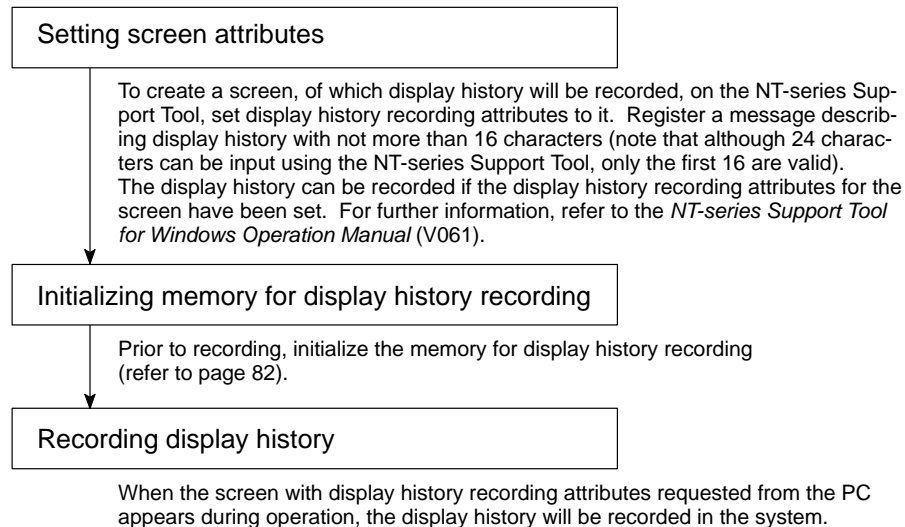 Setting screen attributes
To create a screen, of which display history will be recorded, on the NT-series Sup-
port Tool, set display history recording attributes to it. Register a message describ-
ing display history with not more than 16 characters (note that although 24 charac-
ters can be input using the NT-series Support Tool, only the first 16 are valid).
The display history can be recorded if the display history recording attributes for the
screen have been set. For further information, refer to the NT-series Support Tool
for Windows Operation Manual (V061).
Initializing memory for display history recording
Prior to recording, initialize the memory for display history recording
(refer to page 82).
Recording display history
When the screen with display history recording attributes requested from the PC
appears during operation, the display history will be recorded in the system.